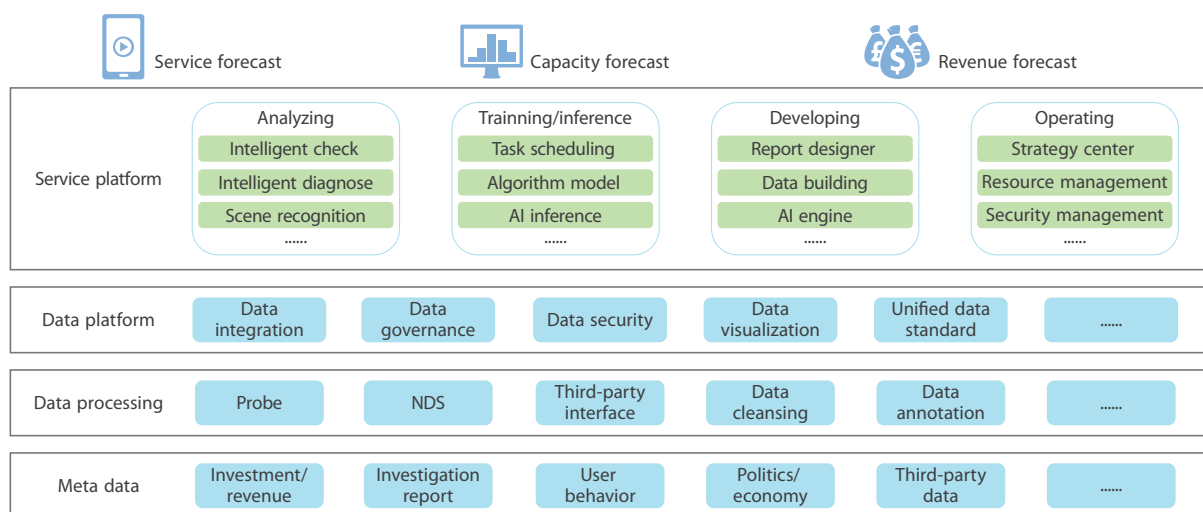 Service forecast
Capacity forecast
Revenue forecast
£
$
€
Service platform
Analyzing
Intelligent check
Intelligent diagnose
Scene recognition
......
Trainning/inference
Task scheduling
Algorithm model
AI inference
......
Developing
Report designer
Data building
AI engine
......
Operating
Strategy center
Resource management
Security management
......
Data platform
Data
integration
Data
governance
Data security
Data
visualization
Unified data
standard
......
Data processing
Probe
NDS
Third-party
interface
Data
cleansing
Data
annotation
......
Meta data
Investment/
revenue
Investigation
report
User
behavior
Politics/
economy
Third-party
data
......